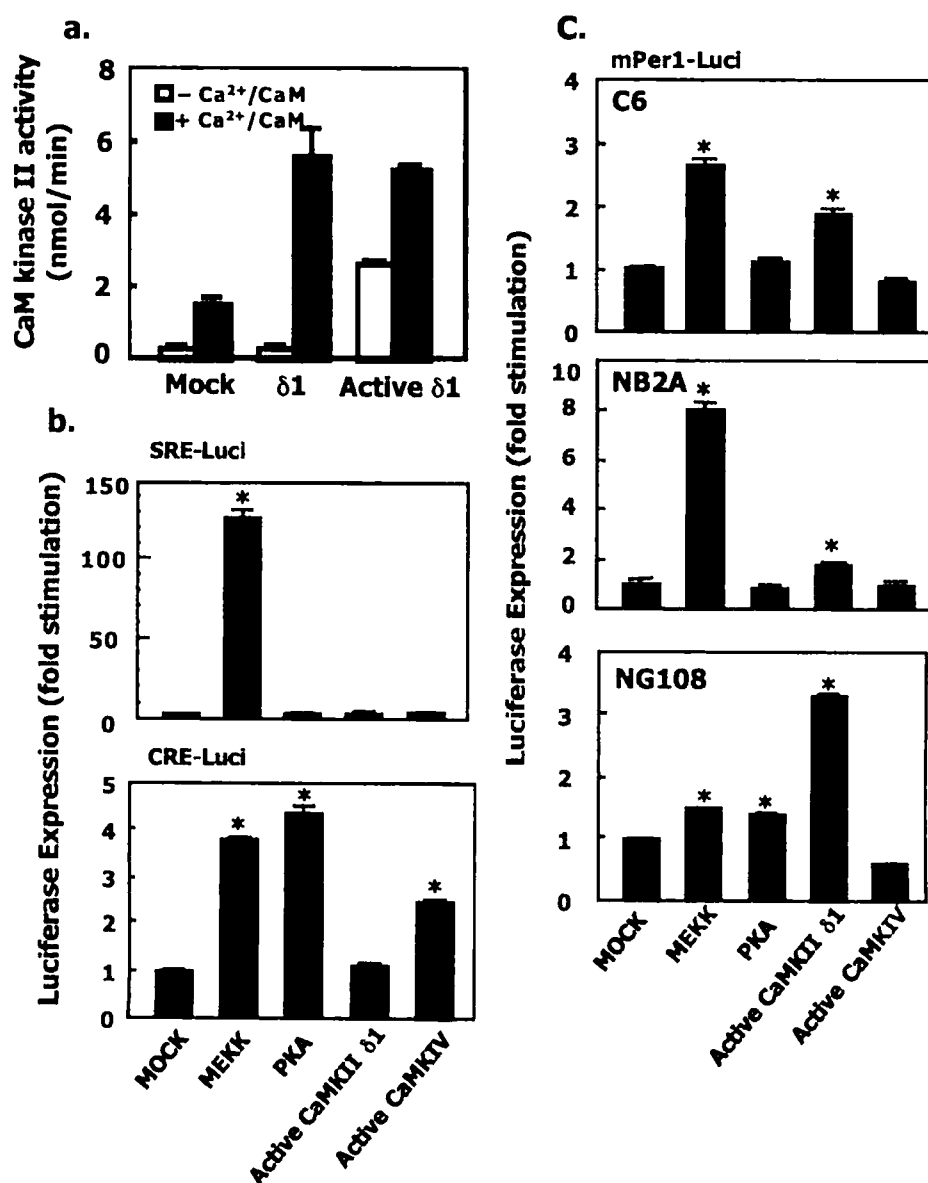 a.
CaM kinase II activity
(nmol/min)
8
6
4
2
0
− Ca²⁺/CaM
+ Ca²⁺/CaM
Mock δ1 Active δ1
b.
Luciferase Expression (fold stimulation)
SRE-Luci
150
100
50
0
*
CRE-Luci
5
4
3
2
1
0
* * *
MOCK
MEKK
PKA
Active CaMKII δ1
Active CaMKIV
C.
mPer1-Luci
Luciferase Expression (fold stimulation)
C6
4
3
2
1
0
* *
NB2A
10
8
6
4
2
0
* *
NG108
4
3
2
1
0
* * *
MOCK
MEKK
PKA
Active CaMKII δ1
Active CaMKIV